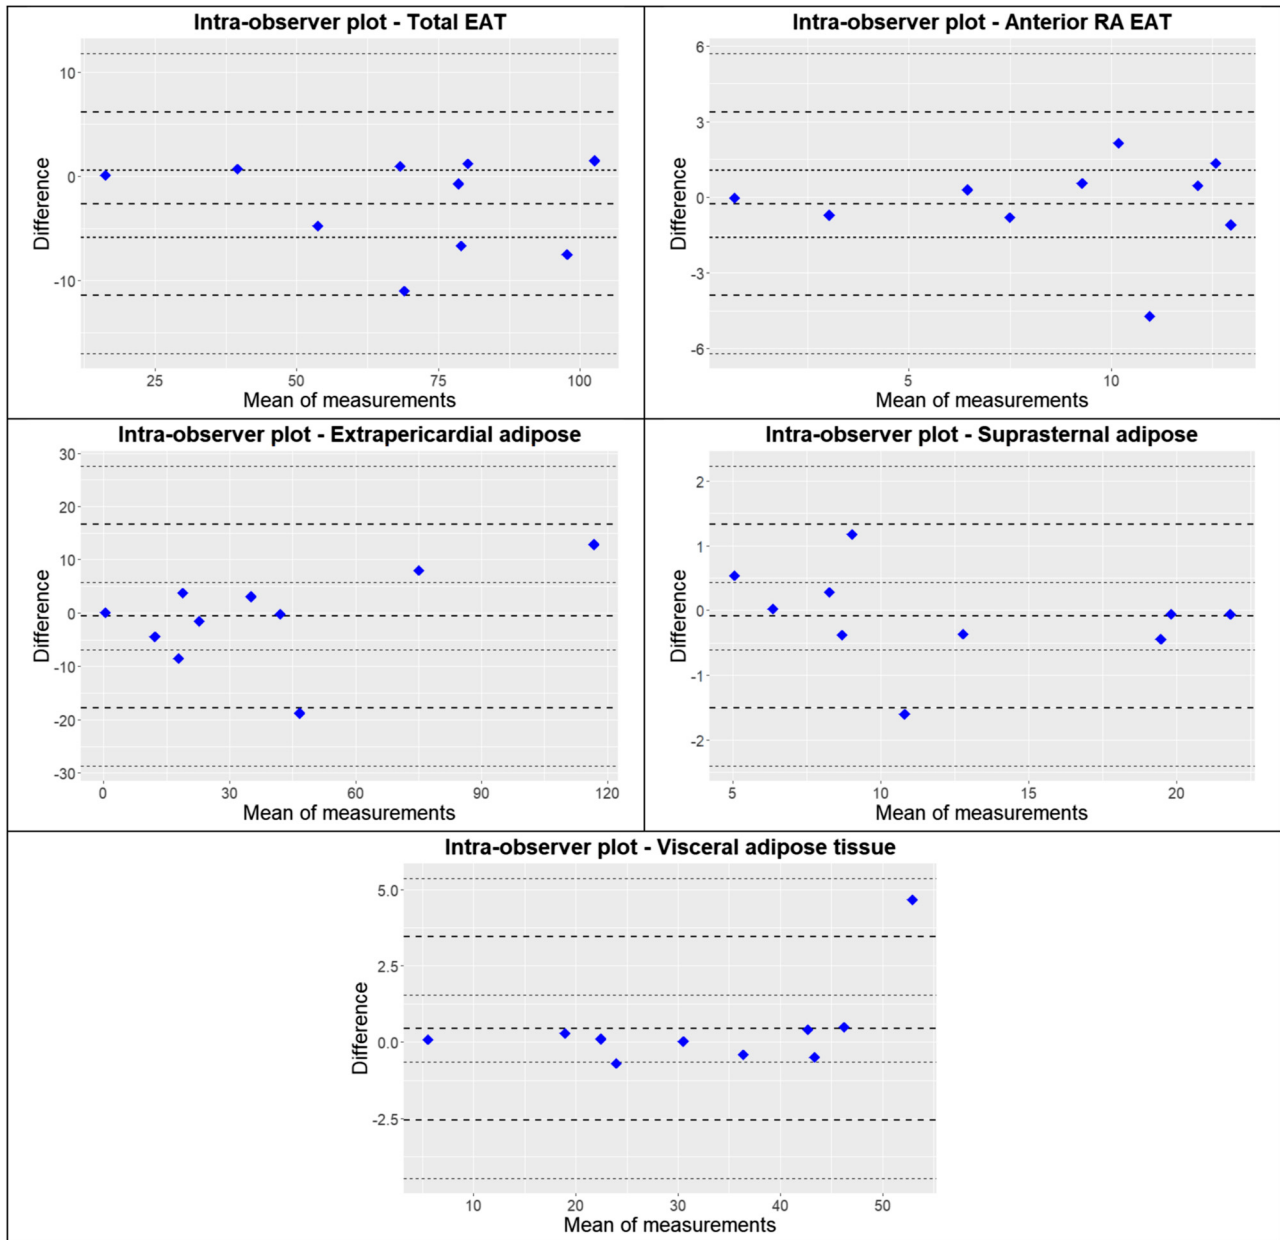 Intra-observer plot - Total EAT
10
0
-10
Difference
25 50 75 100
Mean of measurements
Intra-observer plot - Anterior RA EAT
6
3
0
-3
-6
Difference
5 10
Mean of measurements
Intra-observer plot - Extrapericardial adipose
30
20
10
0
-10
-20
-30
Difference
0 30 60 90 120
Mean of measurements
Intra-observer plot - Suprasternal adipose
2
1
0
-1
-2
Difference
5 10 15 20
Mean of measurements
Intra-observer plot - Visceral adipose tissue
5.0
2.5
0.0
-2.5
Difference
10 20 30 40 50
Mean of measurements